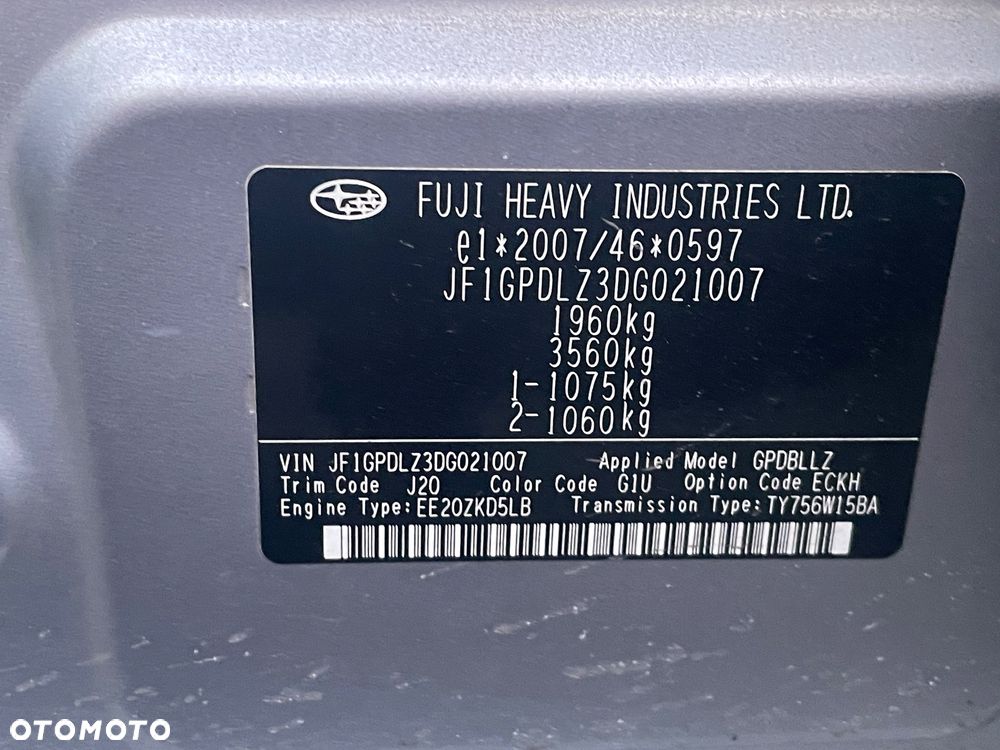 FUJI HEAVY INDUSTRIES LTD.
e1*2007/46*0597
JF1GPDLZ3DG021007
1960kg
3560kg
1-1075kg
2-1060kg
VIN JF1GPDLZ3DG021007 Applied Model GPDBLLZ
Trim Code J20 Color Code G1U Option Code ECKH
Engine Type:EE20ZKD5LB Transmission Type:TY756W15BA
OTOMOTO